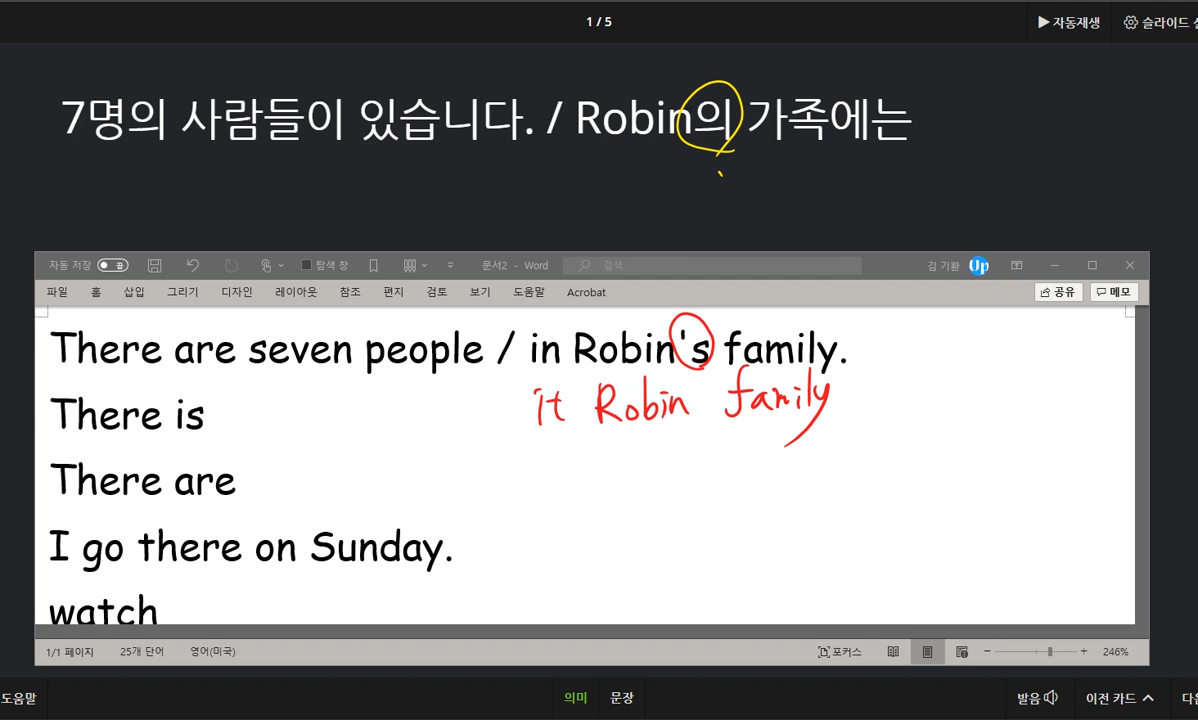 1 / 5
▶ 자동재생
슬라이드
7명의 사람들이 있습니다. / Robin의 가족에는
자동 저장 끔
탐색 창
문서2 - Word
검색
김 기환
Up
파일 홈 삽입 그리기 디자인 레이아웃 참조 편지 검토 보기 도움말 Acrobat
공유 메모
There are seven people / in Robin's family.
it Robin family
There is
There are
I go there on Sunday.
watch
1/1 페이지 25개 단어 영어(미국)
포커스
- + 246%
도움말 의미 문장 발음 이전 카드